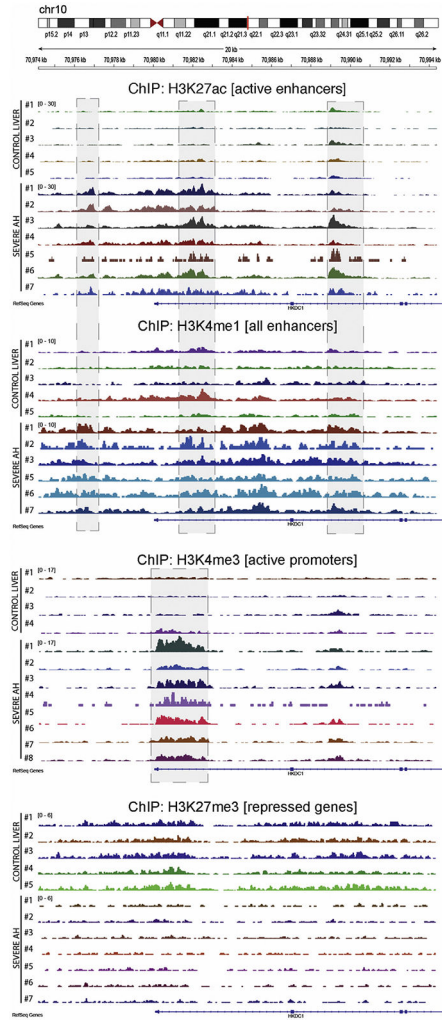 chr10
p15.2 p14 p13 p12.2 p11.23 q11.1 q11.22 q21.1 q21.2 q21.3 q22.1 q22.3 q23.1 q23.32 q24.31 q25.1 q25.2 q26.11 q26.2
20 kb
70,974 kb 70,976 kb 70,978 kb 70,980 kb 70,982 kb 70,984 kb 70,986 kb 70,988 kb 70,990 kb 70,992 kb 70,994 kb
ChIP: H3K27ac [active enhancers]
CONTROL LIVER
#1 [0 - 30]
#2
#3
#4
#5
SEVERE AH
#1 [0-30]
#2
#3
#4
#5
#6
#7
RefSeq Genes
HKDC1
ChIP: H3K4me1 [all enhancers]
CONTROL LIVER
#1 [0 - 10]
#2
#3
#4
#5
SEVERE AH
#1 [0 - 10]
#2
#3
#5
#6
#7
RefSeq Genes
HKDC1
ChIP: H3K4me3 [active promoters]
CONTROL LIVER
#1 [0 - 17]
#2
#3
#4
SEVERE AH
#1 [0-17]
#2
#3
#4
#5
#6
#7
#8
RefSeq Genes
HKDC1
ChIP: H3K27me3 [repressed genes]
CONTROL LIVER
#1 [0 - 6]
#2
#3
#4
#5
SEVERE AH
#1 [0 - 6]
#2
#3
#4
#5
#6
#7
RefSeq Genes
HKDC1